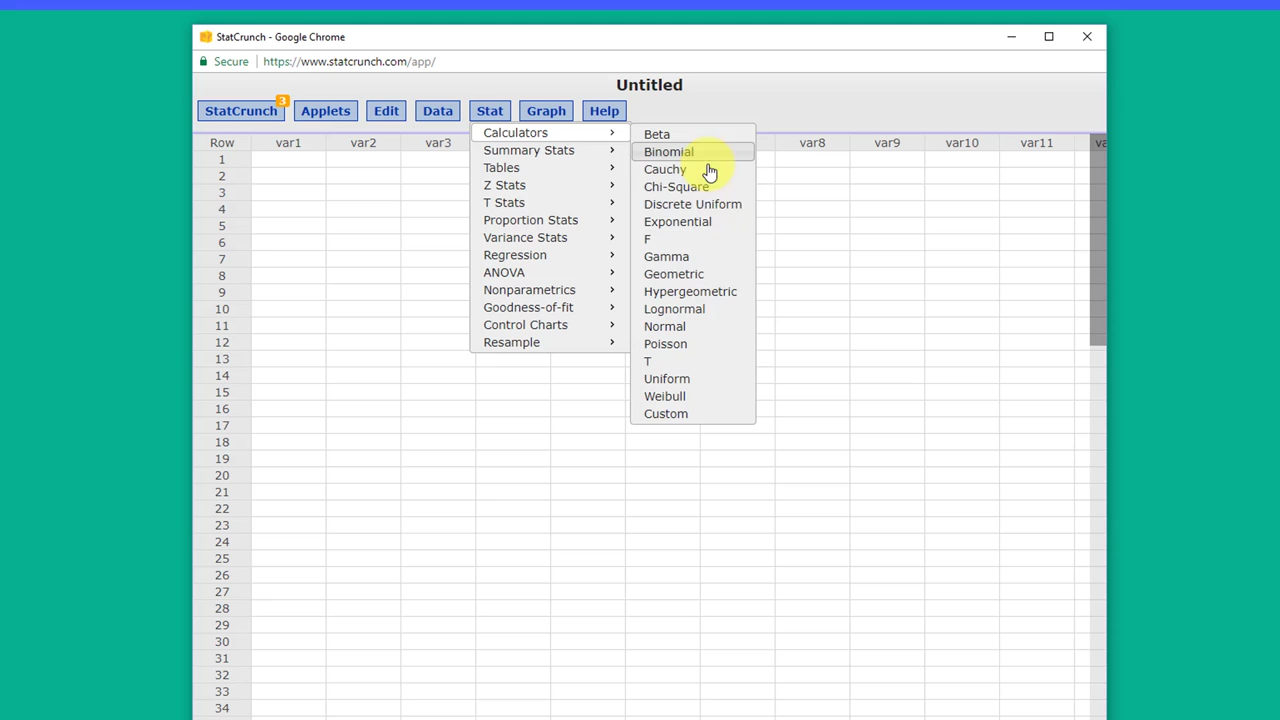 StatCrunch - Google Chrome
Secure https://www.statcrunch.com/app/
Untitled
StatCrunch 3 Applets Edit Data Stat Graph Help
Row var1 var2 var3 var8 var9 var10 var11 va
Calculators
Summary Stats
Tables
Z Stats
T Stats
Proportion Stats
Variance Stats
Regression
ANOVA
Nonparametrics
Goodness-of-fit
Control Charts
Resample
Beta
Binomial
Cauchy
Chi-Square
Discrete Uniform
Exponential
F
Gamma
Geometric
Hypergeometric
Lognormal
Normal
Poisson
T
Uniform
Weibull
Custom
1
2
3
4
5
6
7
8
9
10
11
12
13
14
15
16
17
18
19
20
21
22
23
24
25
26
27
28
29
30
31
32
33
34